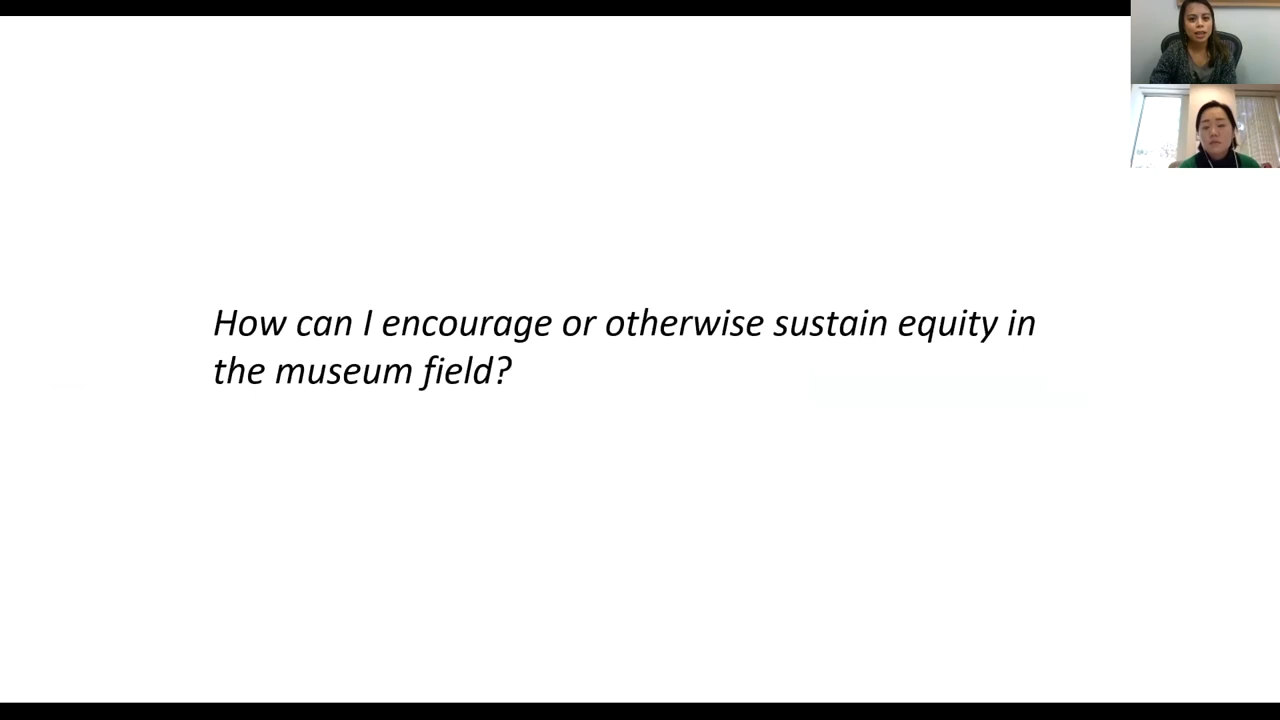 How can I encourage or otherwise sustain equity in
the museum field?